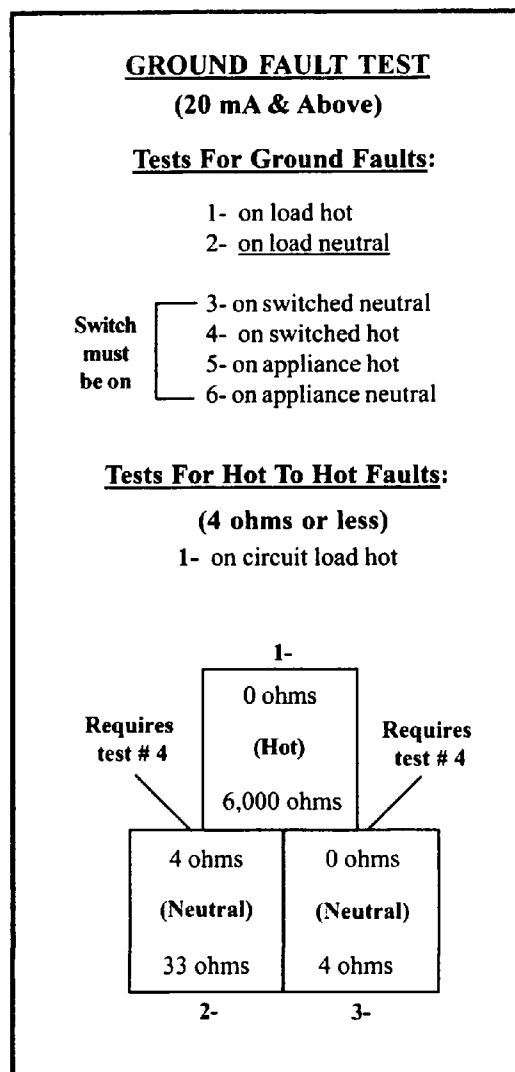 GROUND FAULT TEST
(20 mA & Above)
Tests For Ground Faults:
1- on load hot
2- on load neutral
Switch must be on
3- on switched neutral
4- on switched hot
5- on appliance hot
6- on appliance neutral
Tests For Hot To Hot Faults:
(4 ohms or less)
1- on circuit load hot
1-
0 ohms
(Hot)
6,000 ohms
Requires
test # 4
Requires
test # 4
4 ohms
(Neutral)
33 ohms
0 ohms
(Neutral)
4 ohms
2-
3-